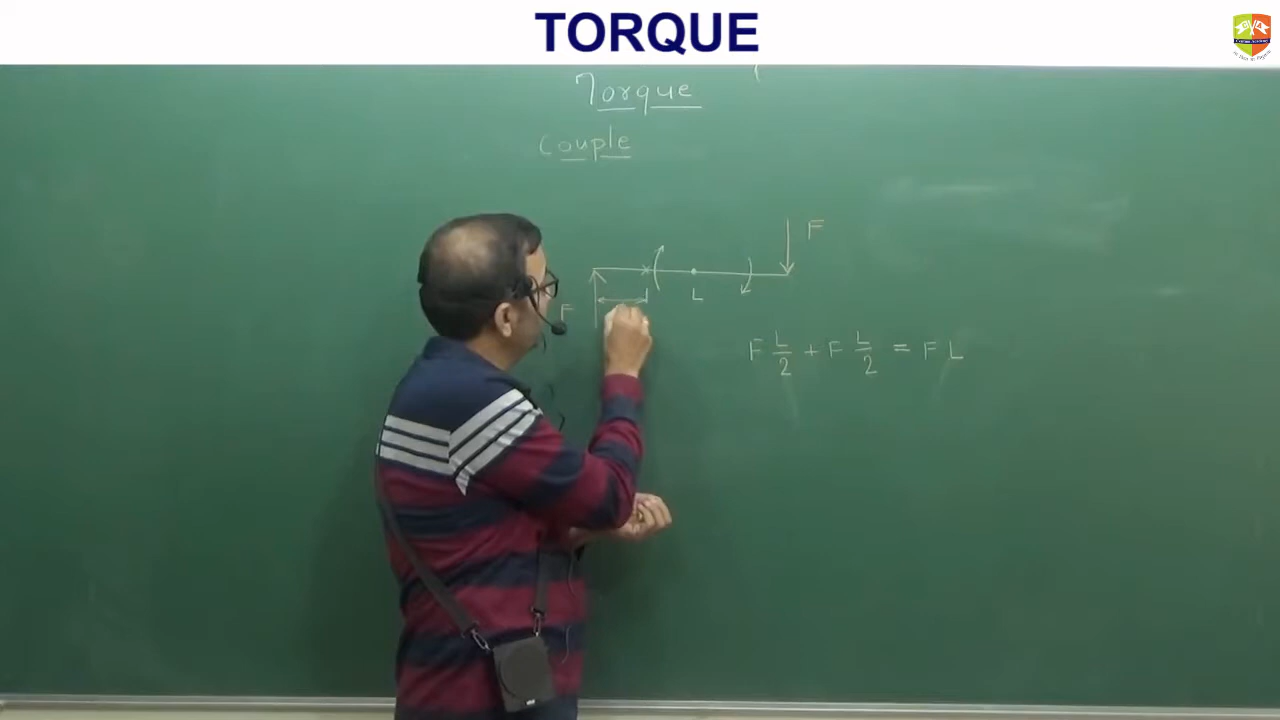 TORQUE
Torque
Couple
F
F
L
F L/2 + F L/2 = F L